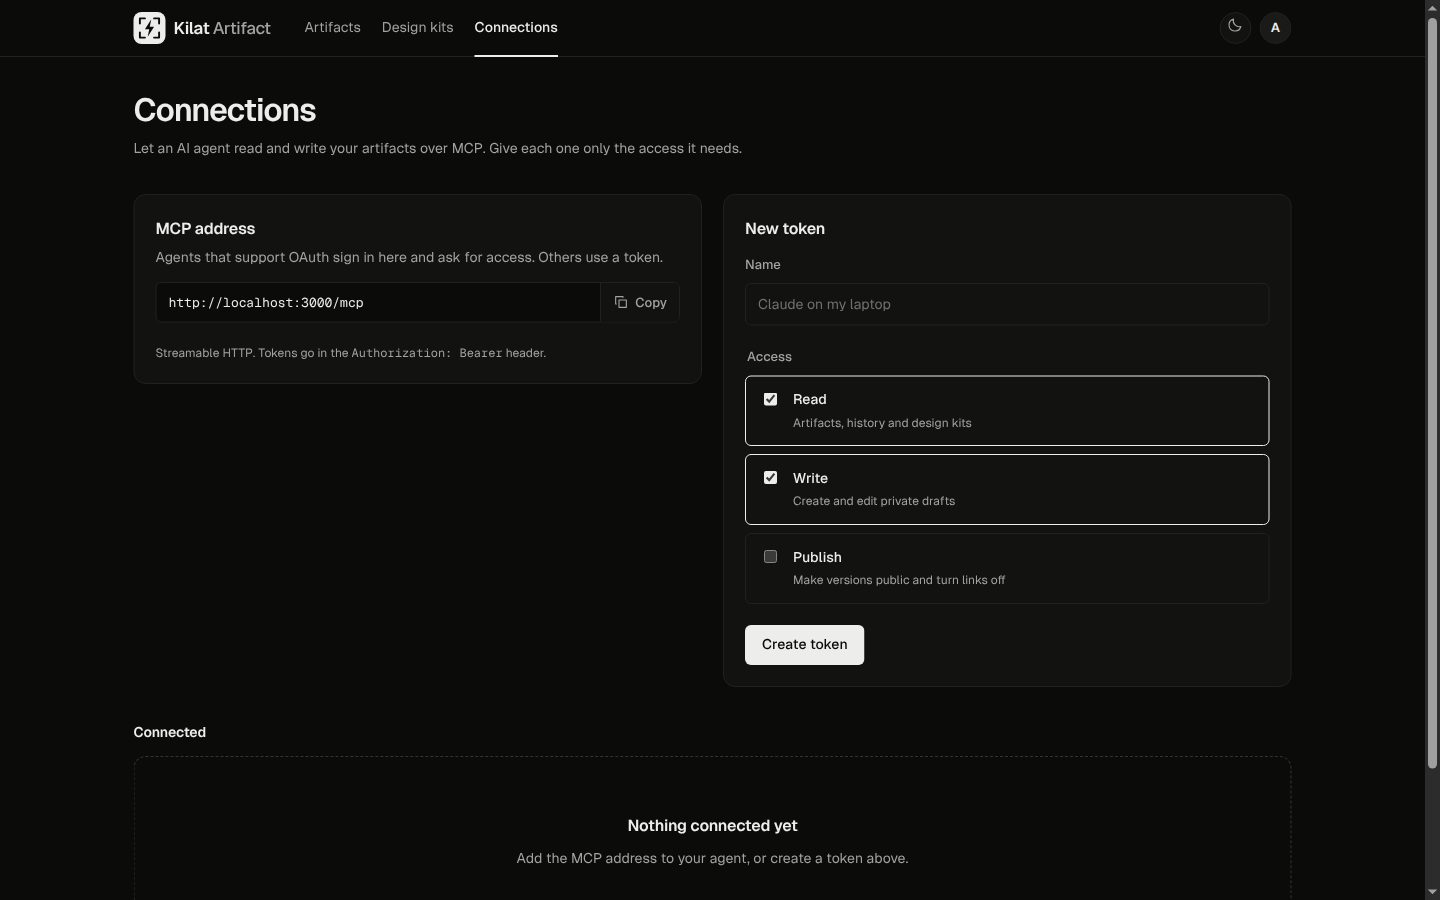 Kilat Artifact
Artifacts
Design kits
Connections
A
Connections
Let an AI agent read and write your artifacts over MCP. Give each one only the access it needs.
MCP address
Agents that support OAuth sign in here and ask for access. Others use a token.
http://localhost:3000/mcp
Copy
Streamable HTTP. Tokens go in the Authorization: Bearer header.
New token
Name
Claude on my laptop
Access
Read
Artifacts, history and design kits
Write
Create and edit private drafts
Publish
Make versions public and turn links off
Create token
Connected
Nothing connected yet
Add the MCP address to your agent, or create a token above.